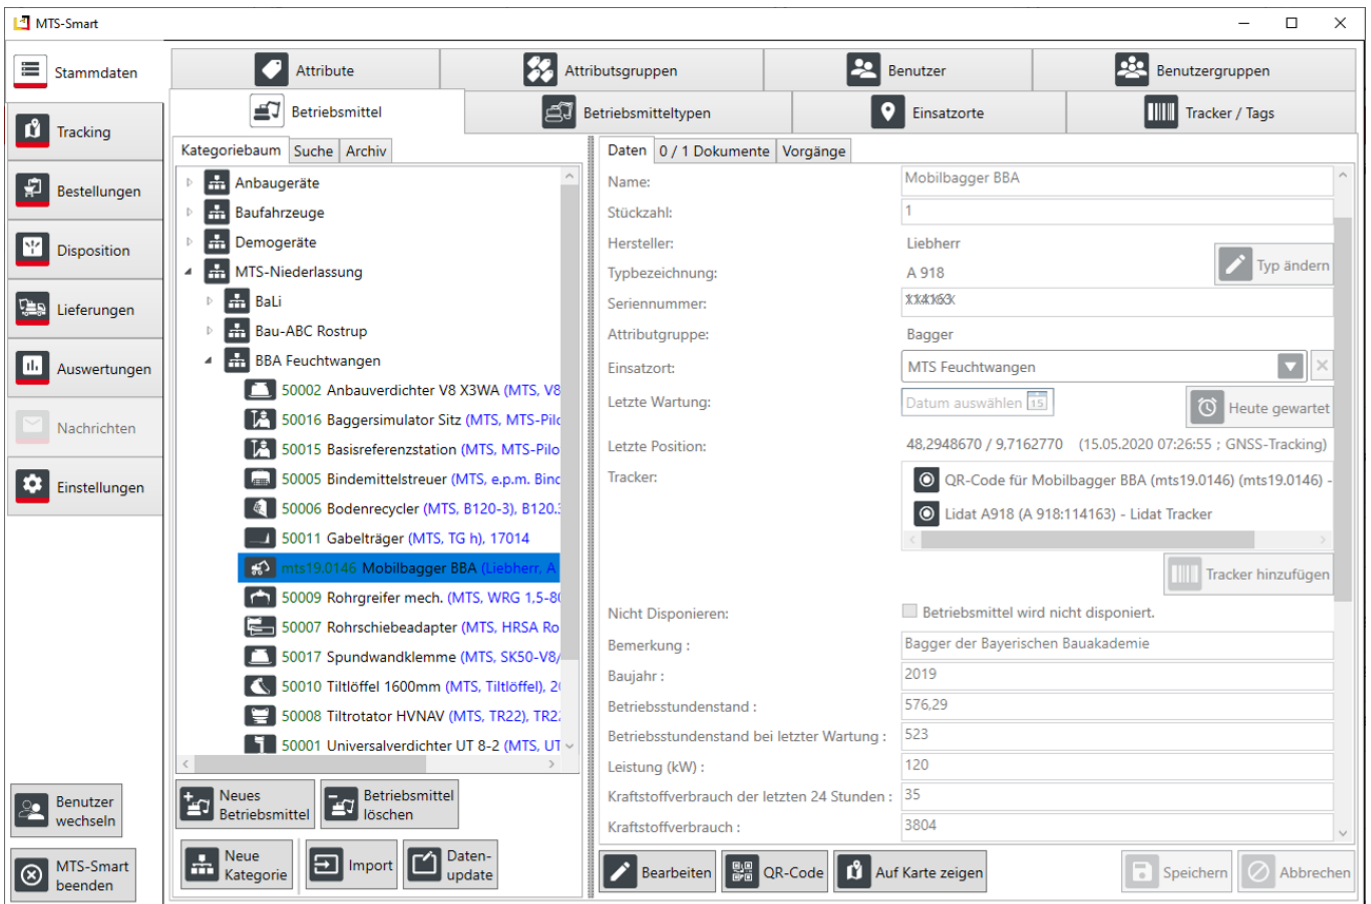 MTS-Smart
Stammdaten
Tracking
Bestellungen
Disposition
Lieferungen
Auswertungen
Nachrichten
Einstellungen
Benutzer
wechseln
MTS-Smart
beenden
Attribute
Attributsgruppen
Benutzer
Benutzergruppen
Betriebsmittel
Betriebsmitteltypen
Einsatzorte
Tracker / Tags
Kategoriebaum
Suche
Archiv
Anbaugeräte
Baufahrzeuge
Demogeräte
MTS-Niederlassung
BaLi
Bau-ABC Rostrup
BBA Feuchtwangen
50002 Anbauverdichter V8 X3WA (MTS, V8
50016 Baggersimulator Sitz (MTS, MTS-Pilo
50015 Basisreferenzstation (MTS, MTS-Pilo
50005 Bindemittelstreuer (MTS, e.p.m. Bind
50006 Bodenrecycler (MTS, B120-3), B120.3
50011 Gabelträger (MTS, TG h), 17014
mts19.0146 Mobilbagger BBA (Liebherr, A
50009 Rohrgreifer mech. (MTS, WRG 1,5-80
50007 Rohrschiebeadapter (MTS, HRSA Ro
50017 Spundwandklemme (MTS, SK50-V8/
50010 Tiltlöffel 1600mm (MTS, Tiltlöffel), 20
50008 Tiltrotator HVNAV (MTS, TR22), TR22
50001 Universalverdichter UT 8-2 (MTS, UT
Neues
Betriebsmittel
Betriebsmittel
löschen
Neue
Kategorie
Import
Daten-
update
Daten
0 / 1 Dokumente
Vorgänge
Name: Mobilbagger BBA
Stückzahl: 1
Hersteller: Liebherr
Typbezeichnung: A 918
Typ ändern
Seriennummer:
Attributgruppe: Bagger
Einsatzort: MTS Feuchtwangen
Letzte Wartung: Datum auswählen 15
Heute gewartet
Letzte Position: 48,2948670 / 9,7162770 (15.05.2020 07:26:55 ; GNSS-Tracking)
Tracker: QR-Code für Mobilbagger BBA (mts19.0146) (mts19.0146) -
Lidat A918 (A 918:114163) - Lidat Tracker
Tracker hinzufügen
Nicht Disponieren: Betriebsmittel wird nicht disponiert.
Bemerkung : Bagger der Bayerischen Bauakademie
Baujahr : 2019
Betriebsstundenstand : 576,29
Betriebsstundenstand bei letzter Wartung : 523
Leistung (kW) : 120
Kraftstoffverbrauch der letzten 24 Stunden : 35
Kraftstoffverbrauch : 3804
Bearbeiten
QR-Code
Auf Karte zeigen
Speichern
Abbrechen